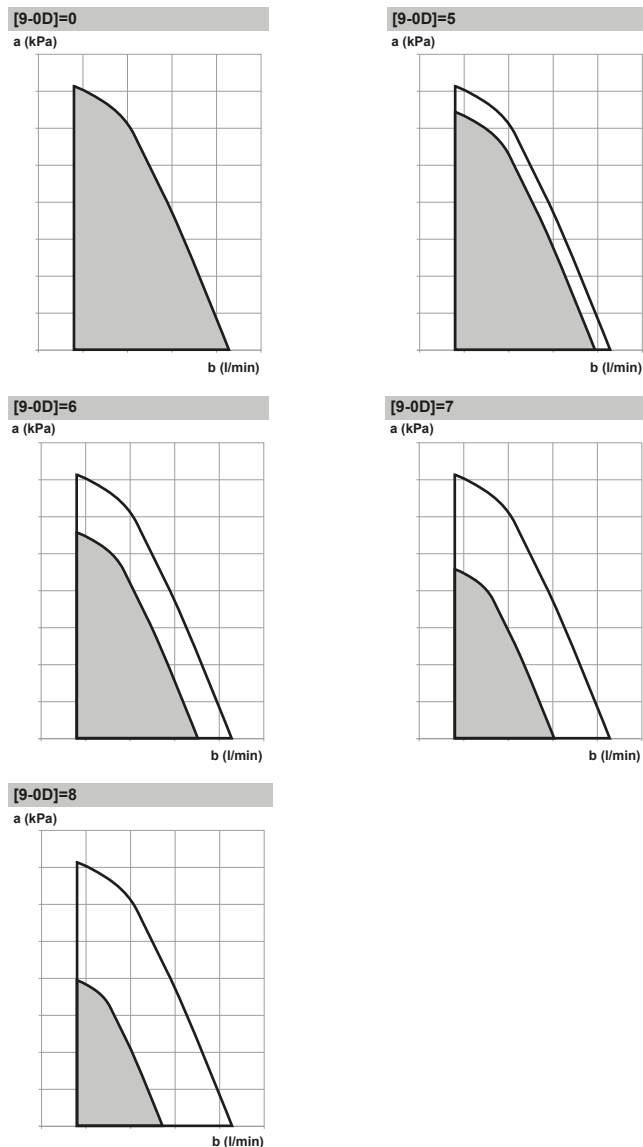 [9-0D]=0
a (kPa)
b (l/min)
[9-0D]=5
a (kPa)
b (l/min)
[9-0D]=6
a (kPa)
b (l/min)
[9-0D]=7
a (kPa)
b (l/min)
[9-0D]=8
a (kPa)
b (l/min)